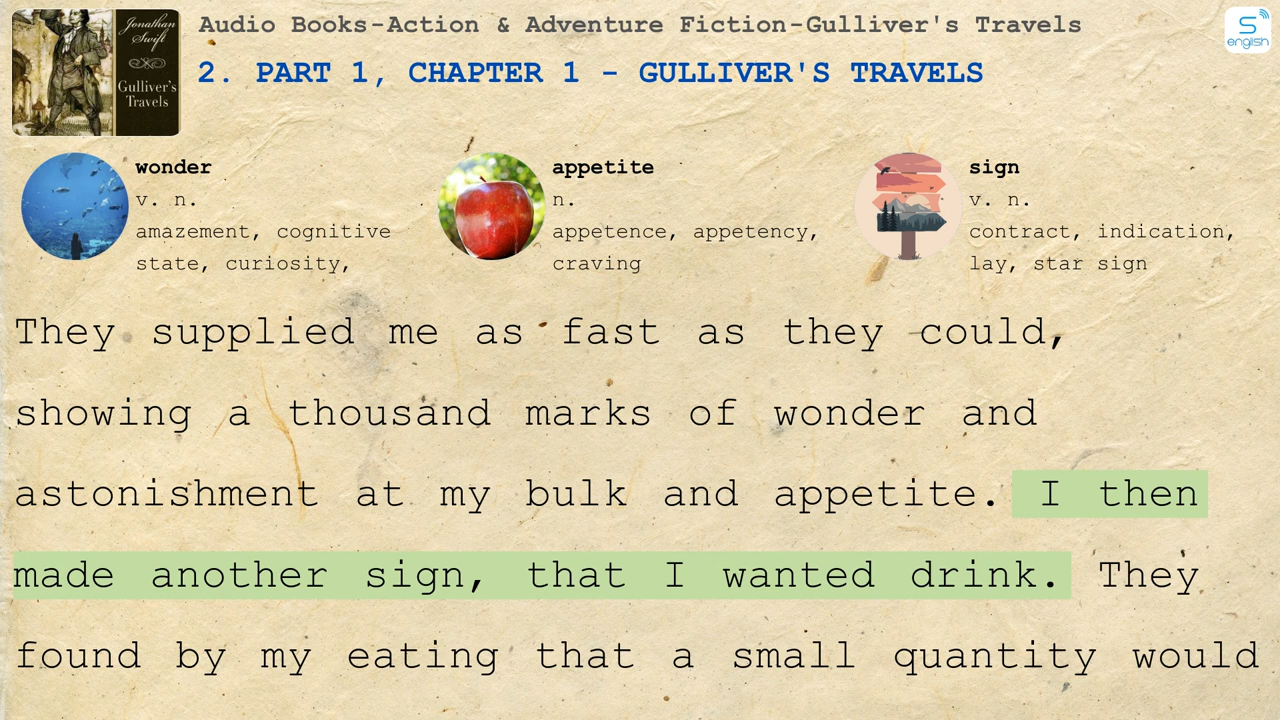 Audio Books-Action & Adventure Fiction-Gulliver's Travels
2. PART 1, CHAPTER 1 - GULLIVER'S TRAVELS
Jonathan
Swift
Gulliver's
Travels
S
english
wonder
v. n.
amazement, cognitive
state, curiosity,
appetite
n.
appetence, appetency,
craving
sign
v. n.
contract, indication,
lay, star sign
They supplied me as fast as they could,
showing a thousand marks of wonder and
astonishment at my bulk and appetite. I then
made another sign, that I wanted drink. They
found by my eating that a small quantity would